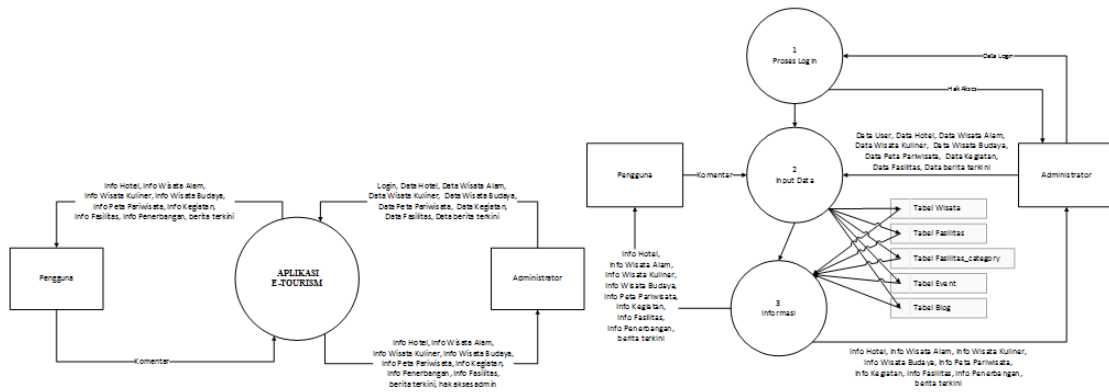 Info Hotel, Info Wisata Alam,
Info Wisata Kuliner, Info Wisata Budaya,
Info Peta Pariwisata, Info Kegiatan,
Info Fasilitas, Info Penerbangan, berita terkini
Login, Data Hotel, Data Wisata Alam,
Data Wisata Kuliner, Data Wisata Budaya,
Data Peta Pariwisata, Data Kegiatan,
Data Fasilitas, Data berita terkini
Pengguna
APLIKASI
E-TOURISM
Administrator
Komentar
Info Hotel, Info Wisata Alam,
Info Wisata Kuliner, Info Wisata Budaya,
Info Peta Pariwisata, Info Kegiatan,
Info Penerbangan, Info Fasilitas,
berita terkini, hak akses admin
1
Proses Login
Data Login
Hak Akses
Data User, Data Hotel, Data Wisata Alam,
Data Wisata Kuliner, Data Wisata Budaya,
Data Peta Pariwisata, Data Kegiatan,
Data Fasilitas, Data berita terkini
Pengguna
Komentar
2
Input Data
Administrator
Tabel Wisata
Tabel Fasilitas
Tabel Fasilitas_category
Tabel Event
Tabel Blog
Info Hotel,
Info Wisata Alam,
Info Wisata Kuliner,
Info Wisata Budaya,
Info Peta Pariwisata,
Info Kegiatan,
Info Fasilitas,
Info Penerbangan,
berita terkini
3
Informasi
Info Hotel, Info Wisata Alam, Info Wisata Kuliner,
Info Wisata Budaya, Info Peta Pariwisata,
Info Kegiatan, Info Fasilitas, Info Penerbangan,
berita terkini